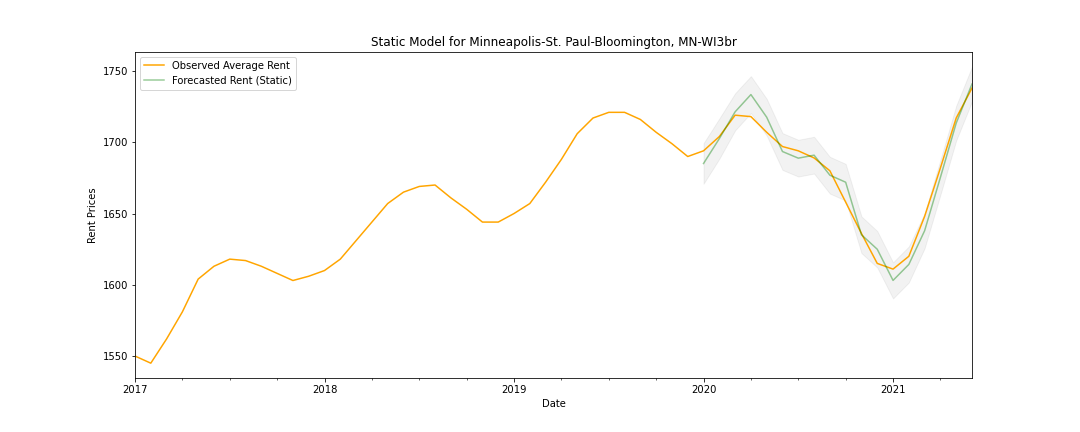 Static Model for Minneapolis-St. Paul-Bloomington, MN-WI3br
Observed Average Rent
Forecasted Rent (Static)
1750
1700
1650
1600
1550
Rent Prices
2017
2018
2019
2020
2021
Date